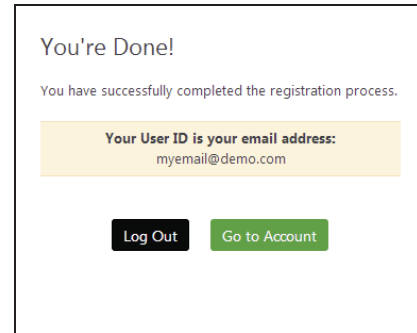 You're Done!
You have successfully completed the registration process.
Your User ID is your email address:
myemail@demo.com
Log Out
Go to Account